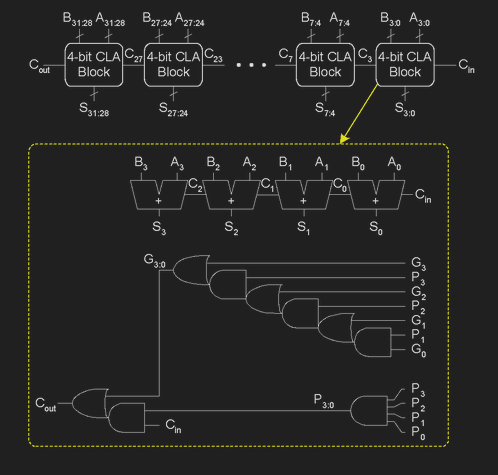 B31:28 A31:28 B27:24 A27:24 B7:4 A7:4 B3:0 A3:0
Cout 4-bit CLA Block C27 4-bit CLA Block C23 • • • C7 4-bit CLA Block C3 4-bit CLA Block Cin
S31:28 S27:24 S7:4 S3:0
B3 A3 B2 A2 B1 A1 B0 A0
+ C2 + C1 + C0 + Cin
S3 S2 S1 S0
G3:0 G3
P3
G2
P2
G1
P1
G0
P3
Cout P3:0 P2
Cin P1
P0